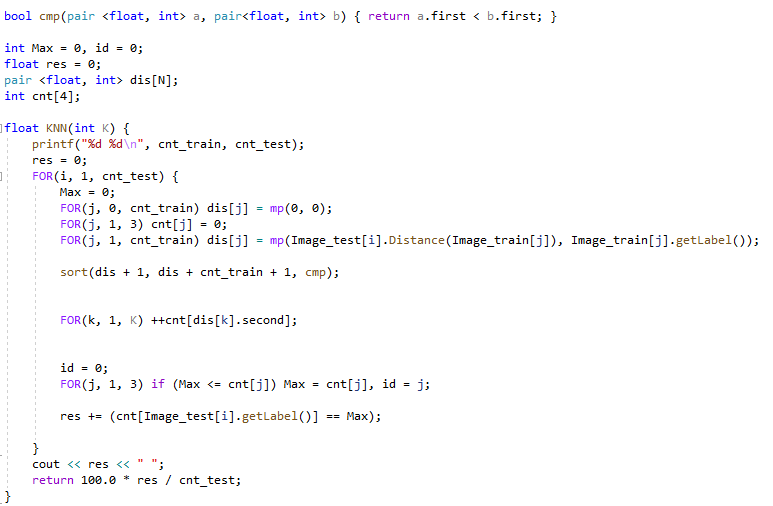 bool cmp(pair <float, int> a, pair<float, int> b) { return a.first < b.first; }
int Max = 0, id = 0;
float res = 0;
pair <float, int> dis[N];
int cnt[4];
float KNN(int K) {
printf("%d %d\n", cnt_train, cnt_test);
res = 0;
FOR(i, 1, cnt_test) {
Max = 0;
FOR(j, 0, cnt_train) dis[j] = mp(0, 0);
FOR(j, 1, 3) cnt[j] = 0;
FOR(j, 1, cnt_train) dis[j] = mp(Image_test[i].Distance(Image_train[j]), Image_train[j].getLabel());
sort(dis + 1, dis + cnt_train + 1, cmp);
FOR(k, 1, K) ++cnt[dis[k].second];
id = 0;
FOR(j, 1, 3) if (Max <= cnt[j]) Max = cnt[j], id = j;
res += (cnt[Image_test[i].getLabel()] == Max);
}
cout << res << " ";
return 100.0 * res / cnt_test;
}